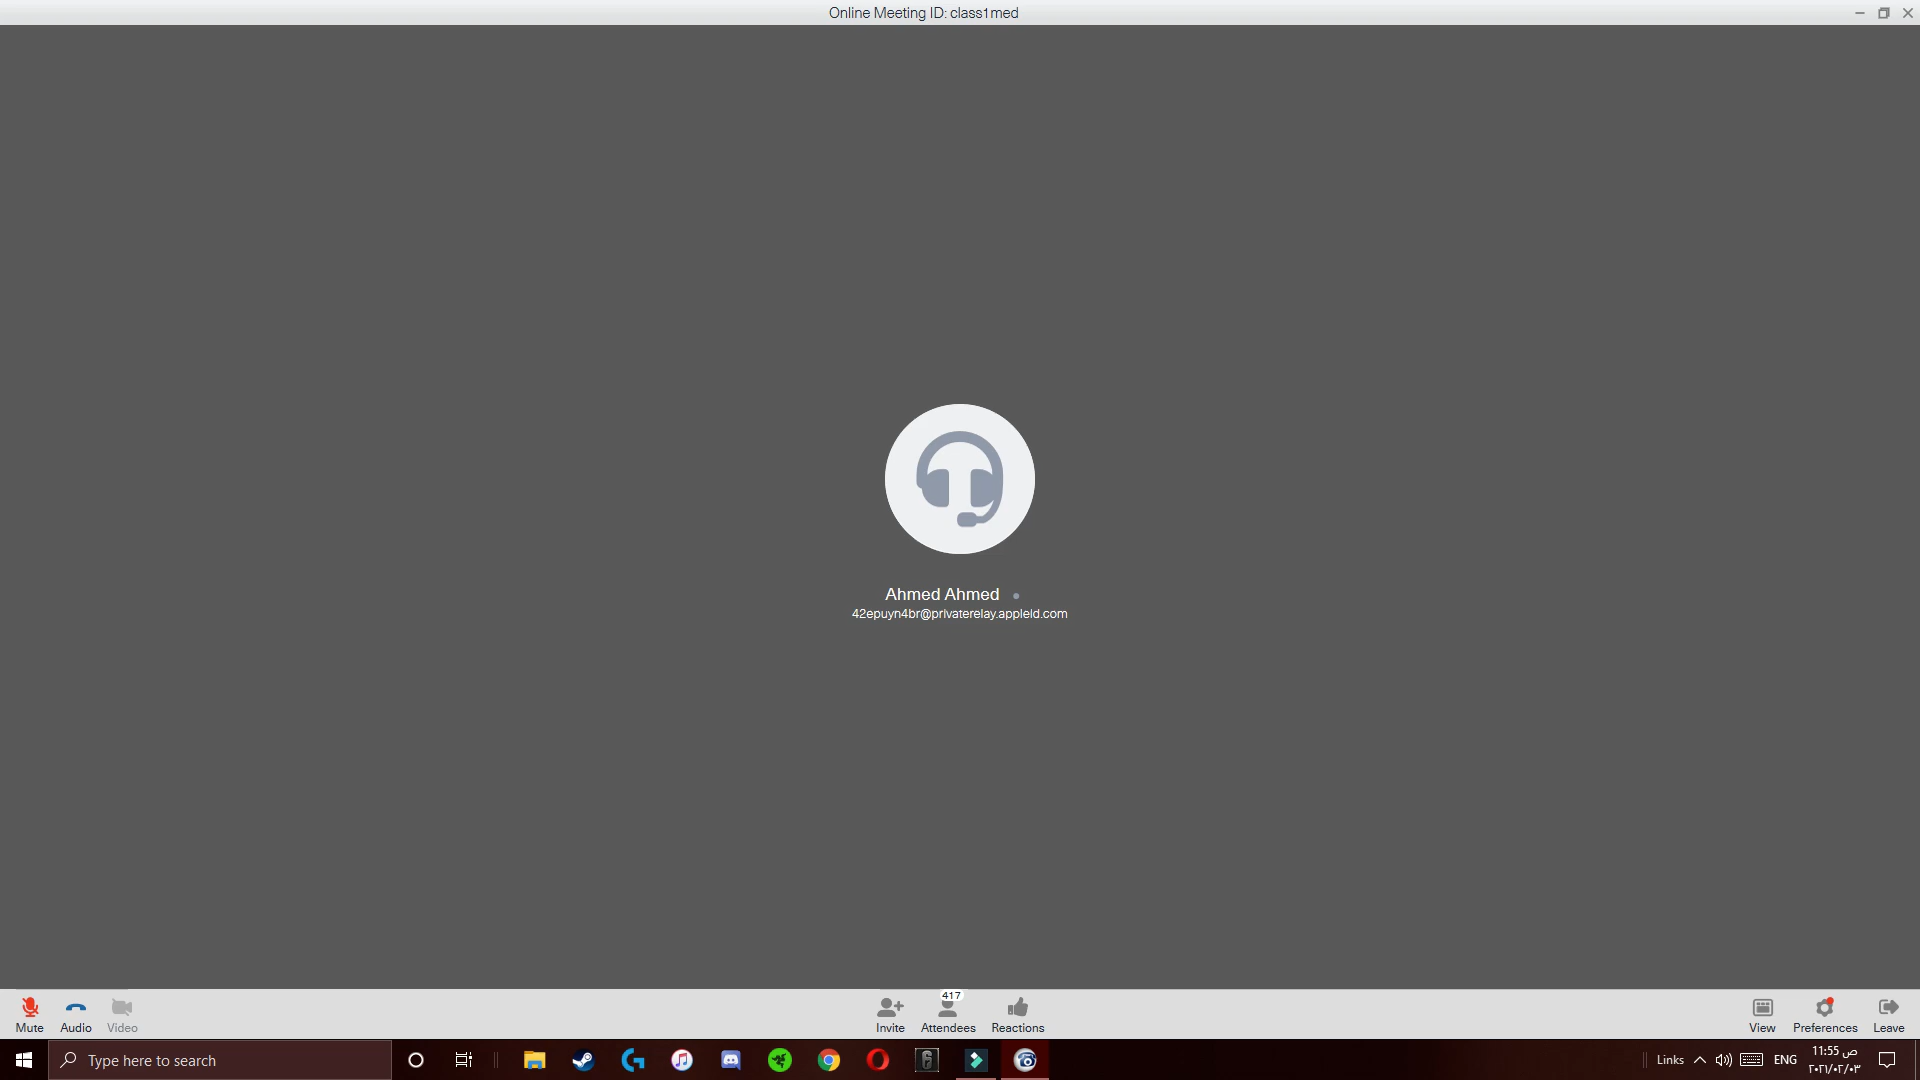 Online Meeting ID: class1med
Ahmed Ahmed
42epuyn4br@privaterelay.appleid.com
Mute
Audio
Video
Invite
417
Attendees
Reactions
View
Preferences
Leave
Type here to search
Links
ENG
11:55 ص
٢٠٢١/٠٢/٠٣